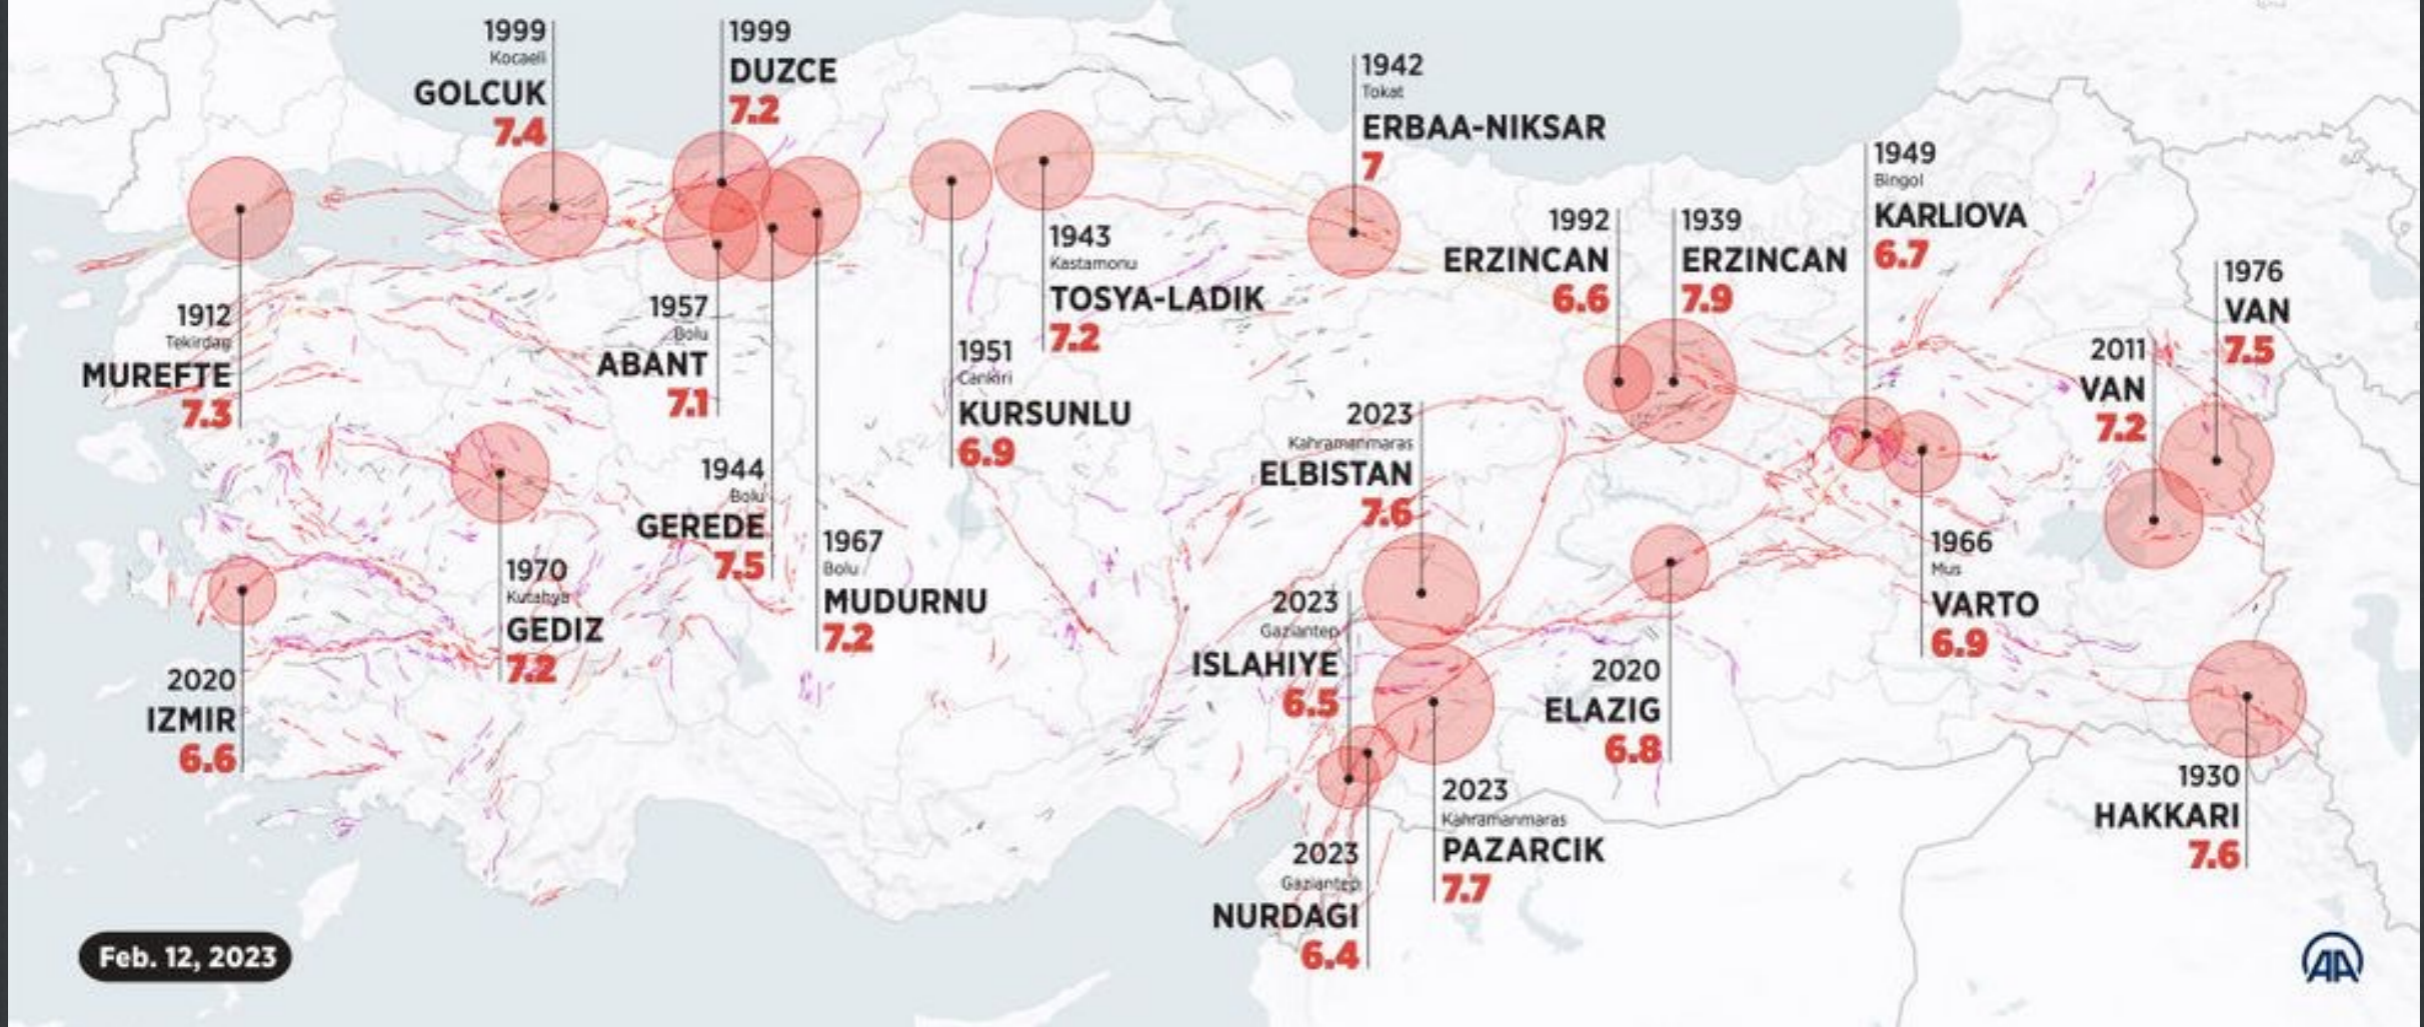 1999
Kocaeli
GOLCUK
7.4
1999
DUZCE
7.2
1942
Tokat
ERBAA-NIKSAR
7
1949
Bingol
KARLIOVA
6.7
1992
ERZINCAN
6.6
1939
ERZINCAN
7.9
1976
VAN
7.5
2011
VAN
7.2
1912
Tekirdag
MUREFTE
7.3
1957
Bolu
ABANT
7.1
1943
Kastamonu
TOSYA-LADIK
7.2
1951
Cankiri
KURSUNLU
6.9
2023
Kahramanmaras
ELBISTAN
7.6
1944
Bolu
GEREDE
7.5
1967
Bolu
MUDURNU
7.2
1970
Kutahya
GEDIZ
7.2
1966
Mus
VARTO
6.9
2023
Gaziantep
ISLAHIYE
6.5
2020
IZMIR
6.6
2020
ELAZIG
6.8
2023
Kahramanmaras
PAZARCIK
7.7
1930
HAKKARI
7.6
2023
Gaziantep
NURDAGI
6.4
Feb. 12, 2023
AA